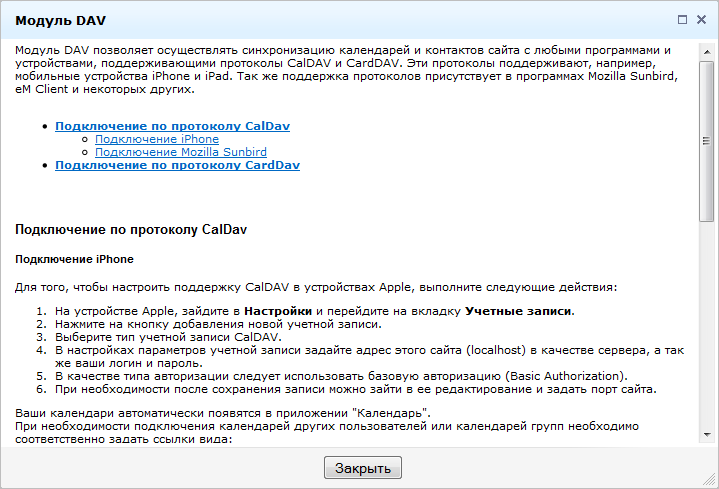 Модуль DAV
Модуль DAV позволяет осуществлять синхронизацию календарей и контактов сайта с любыми программами и
устройствами, поддерживающими протоколы CalDAV и CardDAV. Эти протоколы поддерживают, например,
мобильные устройства iPhone и iPad. Так же поддержка протоколов присутствует в программах Mozilla Sunbird,
eM Client и некоторых других.
Подключение по протоколу CalDav
Подключение iPhone
Подключение Mozilla Sunbird
Подключение по протоколу CardDav
Подключение по протоколу CalDav
Подключение iPhone
Для того, чтобы настроить поддержку CalDAV в устройствах Apple, выполните следующие действия:
1. На устройстве Apple, зайдите в Настройки и перейдите на вкладку Учетные записи.
2. Нажмите на кнопку добавления новой учетной записи.
3. Выберите тип учетной записи CalDAV.
4. В настройках параметров учетной записи задайте адрес этого сайта (localhost) в качестве сервера, а так
же ваши логин и пароль.
5. В качестве типа авторизации следует использовать базовую авторизацию (Basic Authorization).
6. При необходимости после сохранения записи можно зайти в ее редактирование и задать порт сайта.
Ваши календари автоматически появятся в приложении "Календарь".
При необходимости подключения календарей других пользователей или календарей групп необходимо
соответственно задать ссылки вида:
Закрыть